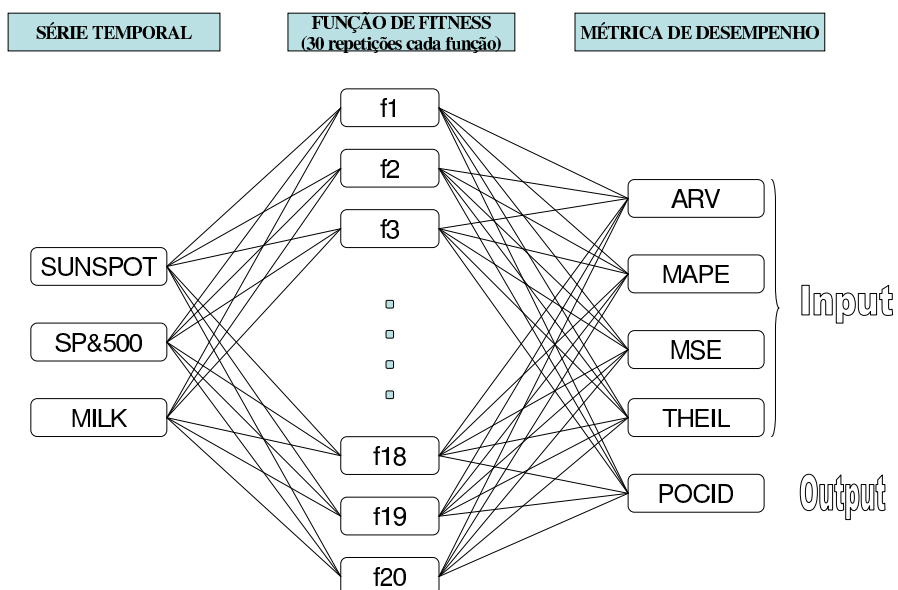 SÉRIE TEMPORAL
FUNÇÃO DE FITNESS
(30 repetições cada função)
MÉTRICA DE DESEMPENHO
SUNSPOT
SP&500
MILK
f1
f2
f3
f18
f19
f20
ARV
MAPE
MSE
THEIL
POCID
Input
Output